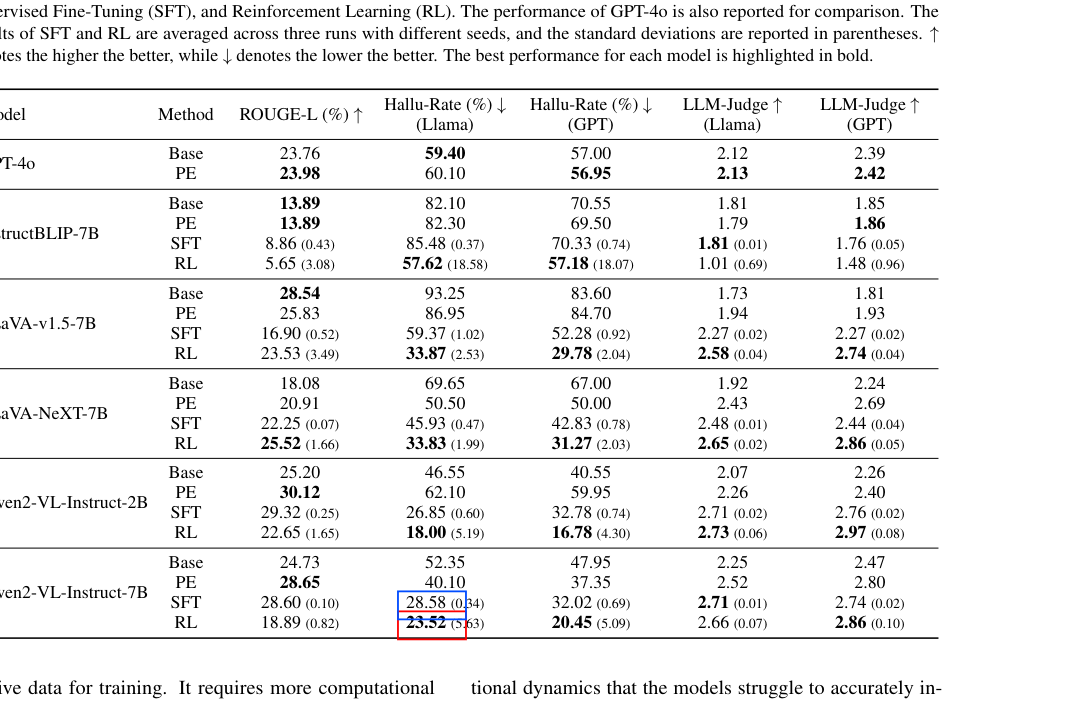 ervised Fine-Tuning (SFT), and Reinforcement Learning (RL). The performance of GPT-4o is also reported for comparison. The
lts of SFT and RL are averaged across three runs with different seeds, and the standard deviations are reported in parentheses. ↑
otes the higher the better, while ↓ denotes the lower the better. The best performance for each model is highlighted in bold.
odel Method ROUGE-L (%) ↑ Hallu-Rate (%) ↓ (Llama) Hallu-Rate (%) ↓ (GPT) LLM-Judge ↑ (Llama) LLM-Judge ↑ (GPT)
PT-4o
Base 23.76 59.40 57.00 2.12 2.39
PE 23.98 60.10 56.95 2.13 2.42
structBLIP-7B
Base 13.89 82.10 70.55 1.81 1.85
PE 13.89 82.30 69.50 1.79 1.86
SFT 8.86 (0.43) 85.48 (0.37) 70.33 (0.74) 1.81 (0.01) 1.76 (0.05)
RL 5.65 (3.08) 57.62 (18.58) 57.18 (18.07) 1.01 (0.69) 1.48 (0.96)
aVA-v1.5-7B
Base 28.54 93.25 83.60 1.73 1.81
PE 25.83 86.95 84.70 1.94 1.93
SFT 16.90 (0.52) 59.37 (1.02) 52.28 (0.92) 2.27 (0.02) 2.27 (0.02)
RL 23.53 (3.49) 33.87 (2.53) 29.78 (2.04) 2.58 (0.04) 2.74 (0.04)
aVA-NeXT-7B
Base 18.08 69.65 67.00 1.92 2.24
PE 20.91 50.50 50.00 2.43 2.69
SFT 22.25 (0.07) 45.93 (0.47) 42.83 (0.78) 2.48 (0.01) 2.44 (0.04)
RL 25.52 (1.66) 33.83 (1.99) 31.27 (2.03) 2.65 (0.02) 2.86 (0.05)
wen2-VL-Instruct-2B
Base 25.20 46.55 40.55 2.07 2.26
PE 30.12 62.10 59.95 2.26 2.40
SFT 29.32 (0.25) 26.85 (0.60) 32.78 (0.74) 2.71 (0.02) 2.76 (0.02)
RL 22.65 (1.65) 18.00 (5.19) 16.78 (4.30) 2.73 (0.06) 2.97 (0.08)
wen2-VL-Instruct-7B
Base 24.73 52.35 47.95 2.25 2.47
PE 28.65 40.10 37.35 2.52 2.80
SFT 28.60 (0.10) 28.58 (0.34) 32.02 (0.69) 2.71 (0.01) 2.74 (0.02)
RL 18.89 (0.82) 23.52 (5.63) 20.45 (5.09) 2.66 (0.07) 2.86 (0.10)
ive data for training. It requires more computational
tional dynamics that the models struggle to accurately in-